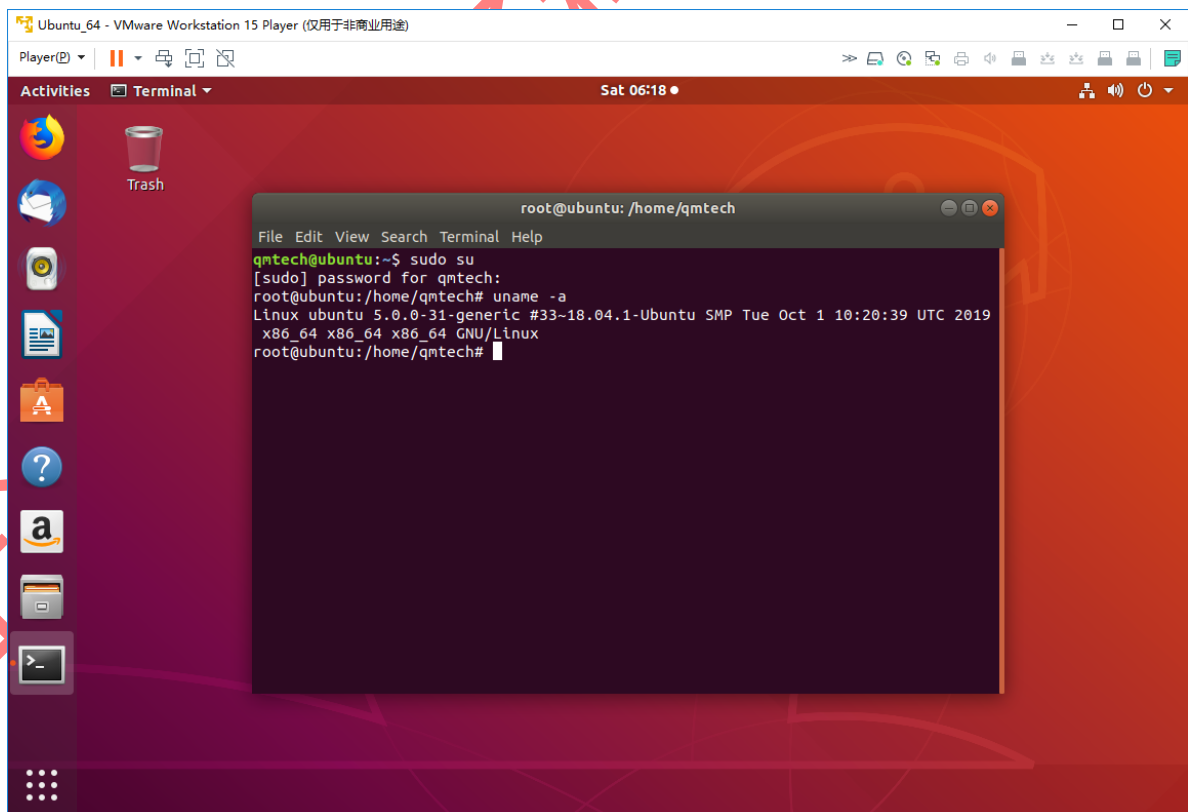 Ubuntu_64 - VMware Workstation 15 Player (仅用于非商业用途)
Player(P)
Activities Terminal Sat 06:18
Trash
root@ubuntu: /home/qmtech
File Edit View Search Terminal Help
qmtech@ubuntu:~$ sudo su
[sudo] password for qmtech:
root@ubuntu:/home/qmtech# uname -a
Linux ubuntu 5.0.0-31-generic #33~18.04.1-Ubuntu SMP Tue Oct 1 10:20:39 UTC 2019
 x86_64 x86_64 x86_64 GNU/Linux
root@ubuntu:/home/qmtech#